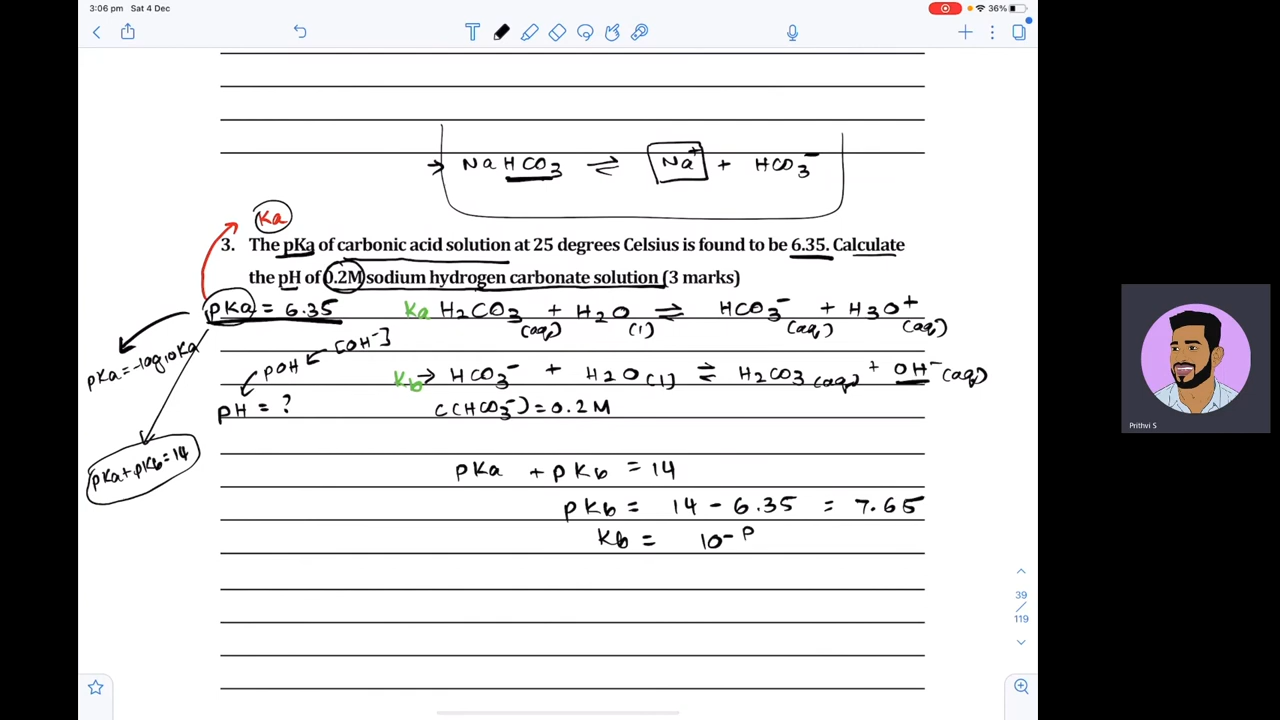 3:06 pm Sat 4 Dec
36%
T
→ NaHCO3 ⇌ Na+ + HCO3-
Ka
3. The pKa of carbonic acid solution at 25 degrees Celsius is found to be 6.35. Calculate
the pH of 0.2M sodium hydrogen carbonate solution (3 marks)
pKa = 6.35 Ka H2CO3 (aq) + H2O (l) ⇌ HCO3- (aq) + H3O+ (aq)
pKa = -log10Ka
pOH ← [OH-]
Kb → HCO3- + H2O (l) ⇌ H2CO3 (aq) + OH- (aq)
pH = ? C(HCO3-) = 0.2M
pKa + pKb = 14
pKa + pKb = 14
pKb = 14 - 6.35 = 7.65
Kb = 10-P
39
/
119
Prithvi S